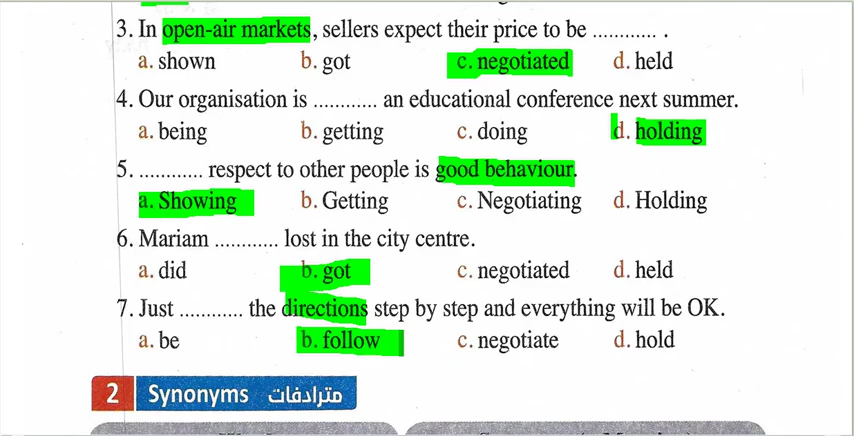 3. In open-air markets, sellers expect their price to be ............ .
a. shown b. got c. negotiated d. held
4. Our organisation is ............ an educational conference next summer.
a. being b. getting c. doing d. holding
5. ............ respect to other people is good behaviour.
a. Showing b. Getting c. Negotiating d. Holding
6. Mariam ............ lost in the city centre.
a. did b. got c. negotiated d. held
7. Just ............ the directions step by step and everything will be OK.
a. be b. follow c. negotiate d. hold
2 Synonyms مترادفات